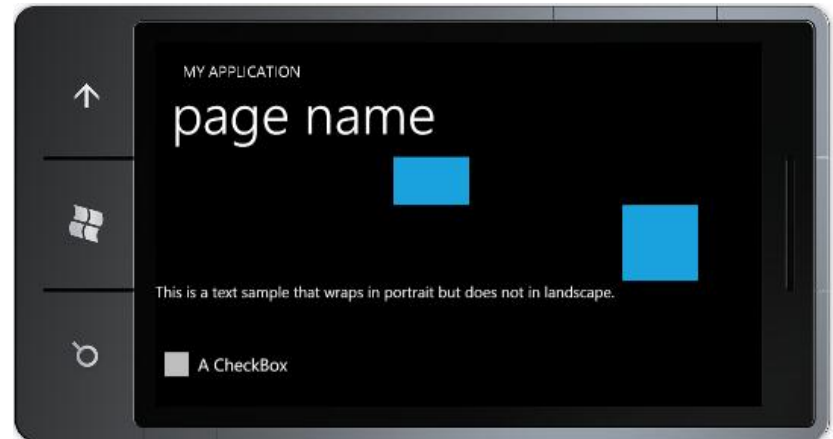 MY APPLICATION
page name
This is a text sample that wraps in portrait but does not in landscape.
A CheckBox